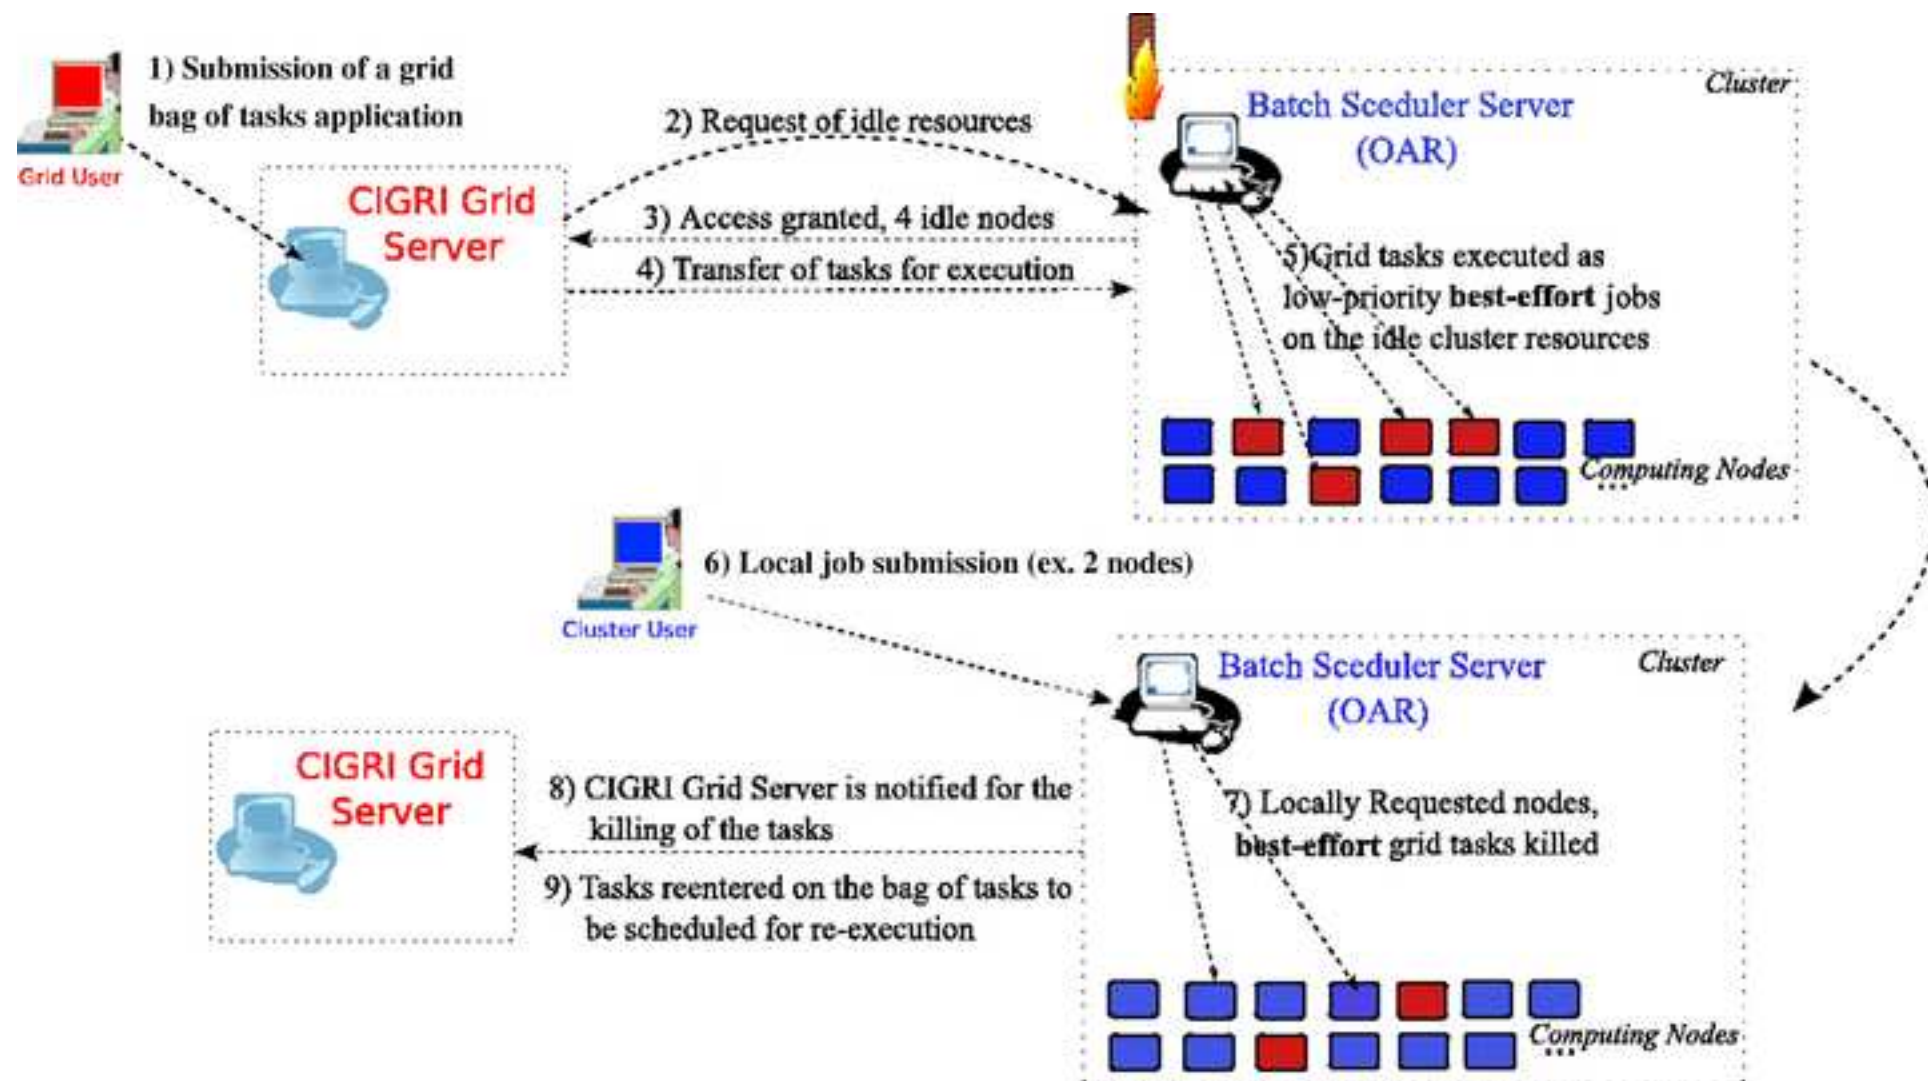 1) Submission of a grid
bag of tasks application
Grid User
CIGRI Grid
Server
2) Request of idle resources
3) Access granted, 4 idle nodes
4) Transfer of tasks for execution
Cluster
Batch Sceduler Server
(OAR)
5)Grid tasks executed as
low-priority best-effort jobs
on the idle cluster resources
Computing Nodes
...
6) Local job submission (ex. 2 nodes)
Cluster User
Batch Sceduler Server
(OAR)
Cluster
7) Locally Requested nodes,
best-effort grid tasks killed
CIGRI Grid
Server
8) CIGRI Grid Server is notified for the
killing of the tasks
9) Tasks reentered on the bag of tasks to
be scheduled for re-execution
Computing Nodes
...